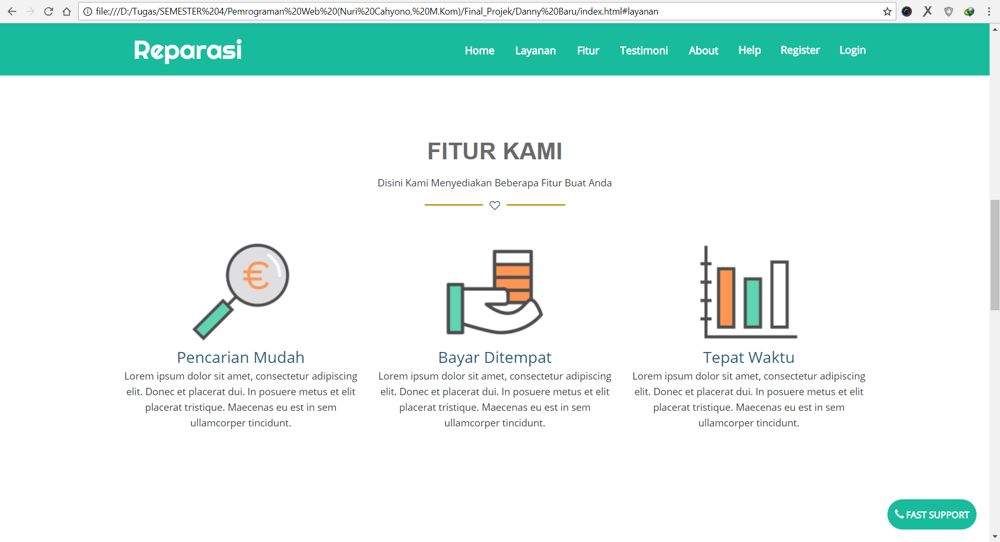 file:///D:/Tugas/SEMESTER%204/Pemrograman%20Web%20(Nuri%20Cahyono,%20M.Kom)/Final_Projek/Danny%20Baru/index.html#layanan
Reparasi
Home
Layanan
Fitur
Testimoni
About
Help
Register
Login
FITUR KAMI
Disini Kami Menyediakan Beberapa Fitur Buat Anda
€
Pencarian Mudah
Lorem ipsum dolor sit amet, consectetur adipiscing
elit. Donec et placerat dui. In posuere metus et elit
placerat tristique. Maecenas eu est in sem
ullamcorper tincidunt.
Bayar Ditempat
Lorem ipsum dolor sit amet, consectetur adipiscing
elit. Donec et placerat dui. In posuere metus et elit
placerat tristique. Maecenas eu est in sem
ullamcorper tincidunt.
Tepat Waktu
Lorem ipsum dolor sit amet, consectetur adipiscing
elit. Donec et placerat dui. In posuere metus et elit
placerat tristique. Maecenas eu est in sem
ullamcorper tincidunt.
FAST SUPPORT